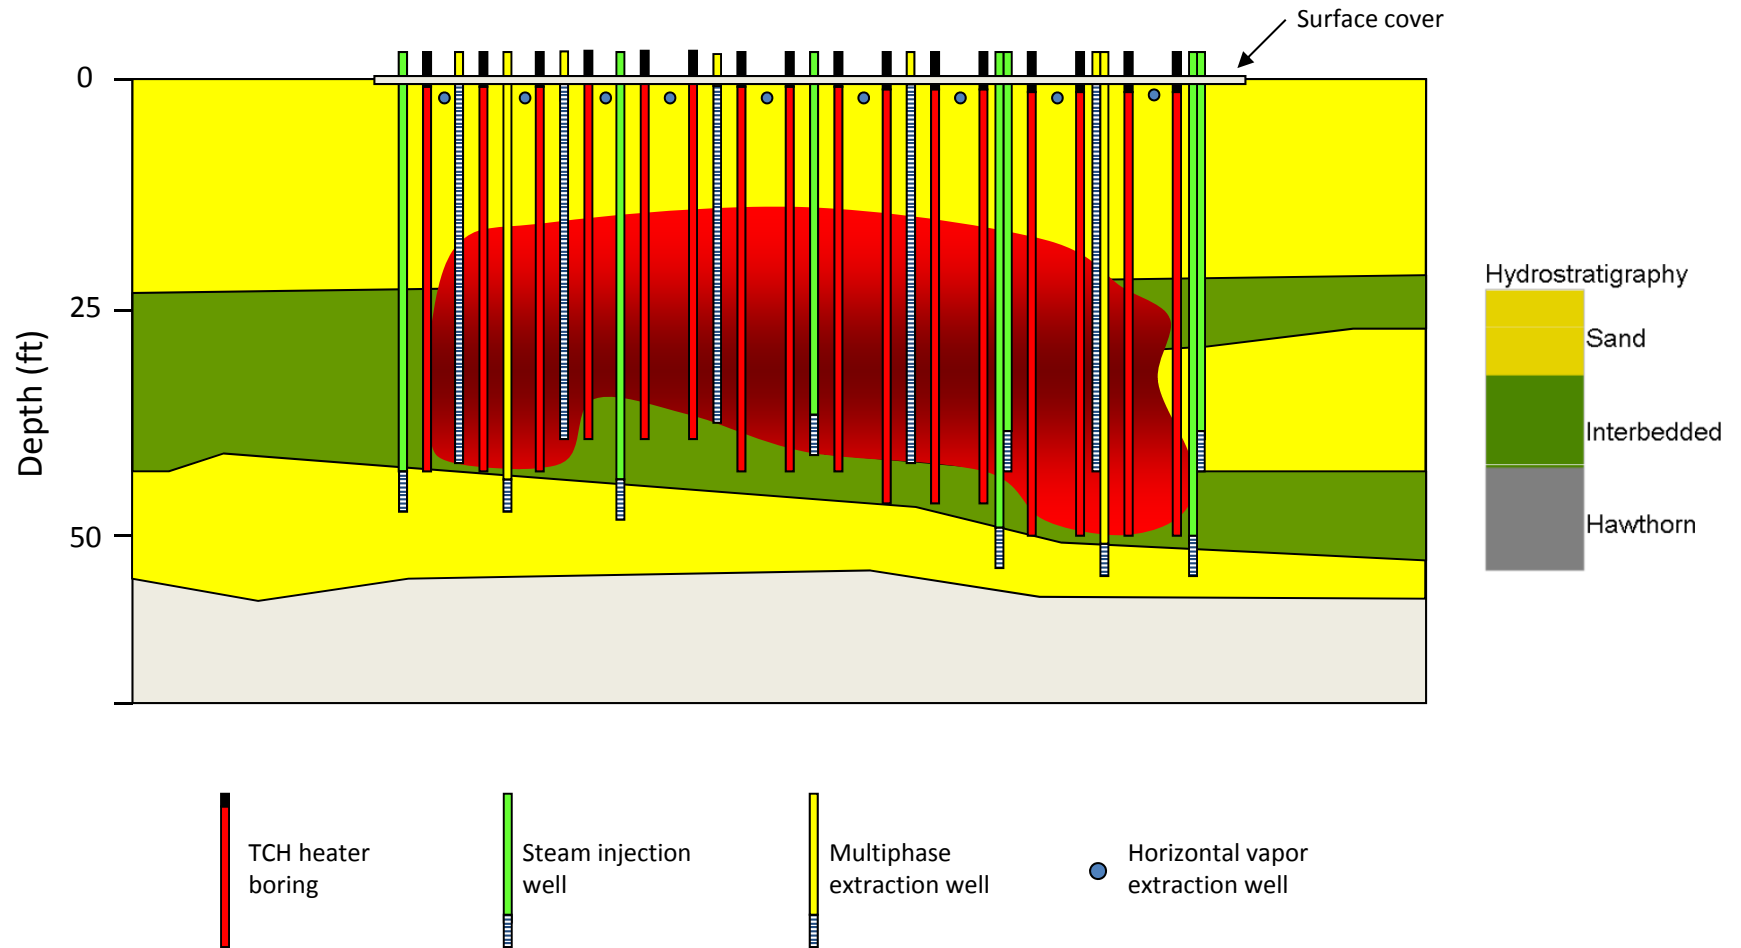 Surface cover
0
25
50
Depth (ft)
Hydrostratigraphy
Sand
Interbedded
Hawthorn
TCH heater
boring
Steam injection
well
Multiphase
extraction well
Horizontal vapor
extraction well